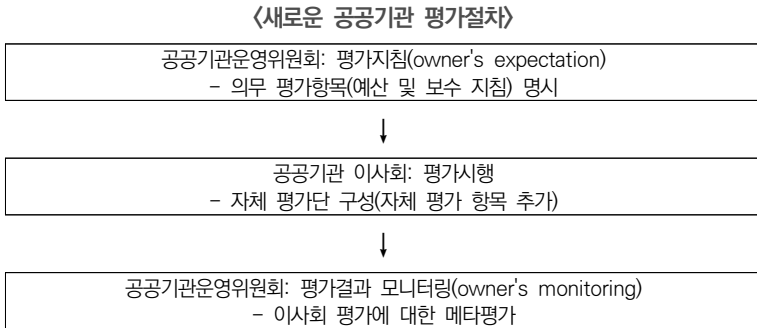 〈새로운 공공기관 평가절차〉
공공기관운영위원회: 평가지침(owner's expectation)
- 의무 평가항목(예산 및 보수 지침) 명시
↓
공공기관 이사회: 평가시행
- 자체 평가단 구성(자체 평가 항목 추가)
↓
공공기관운영위원회: 평가결과 모니터링(owner's monitoring)
- 이사회 평가에 대한 메타평가